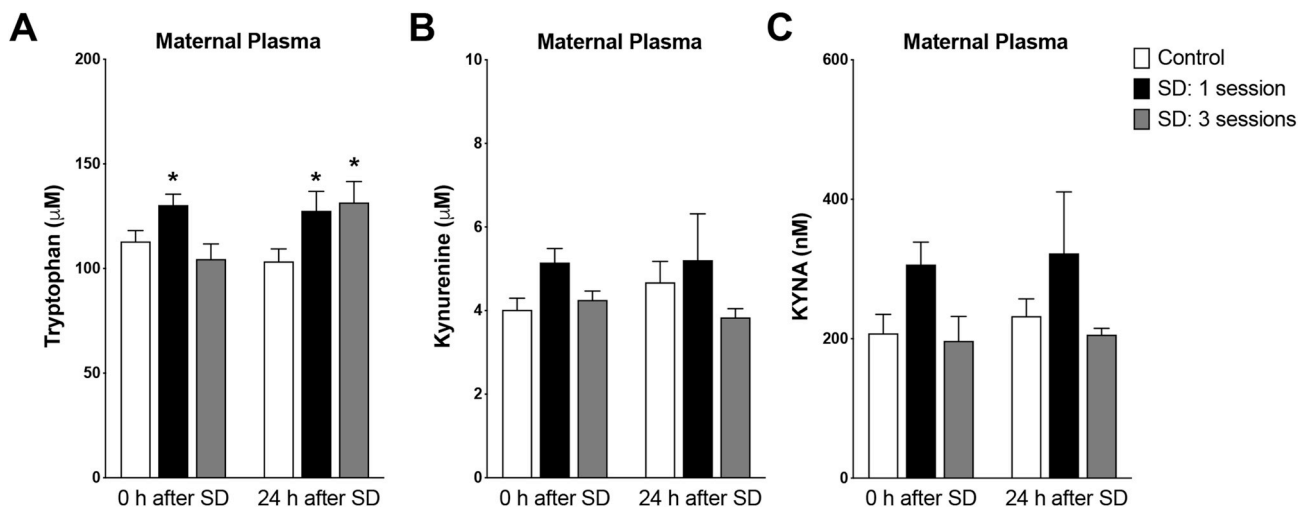 A
Maternal Plasma
200
150
100
50
0
Tryptophan (μM)
*
*
*
0 h after SD
24 h after SD
B
Maternal Plasma
10
8
6
4
2
0
Kynurenine (μM)
0 h after SD
24 h after SD
C
Maternal Plasma
600
400
200
0
KYNA (nM)
0 h after SD
24 h after SD
Control
SD: 1 session
SD: 3 sessions